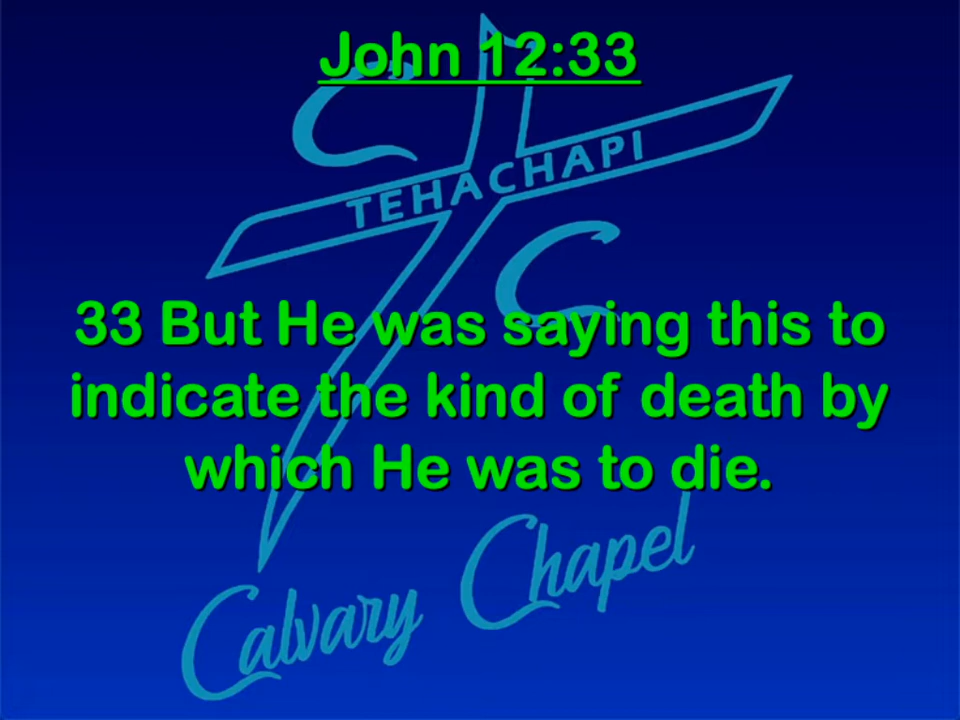 John 12:33
C
TEHACHAPI
C
33 But He was saying this to
indicate the kind of death by
which He was to die.
Calvary Chapel